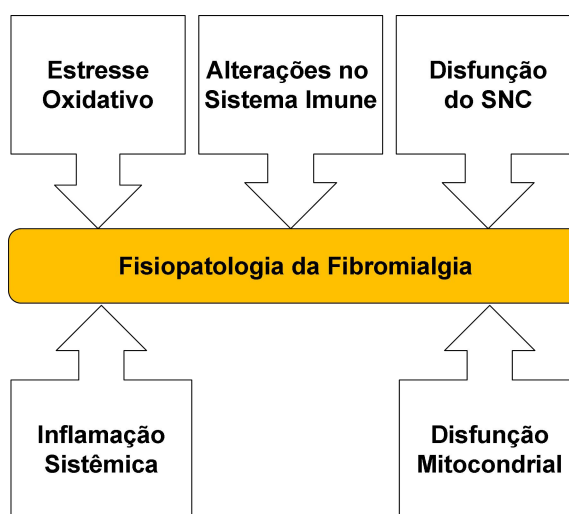 Estresse
Oxidativo
Alterações no
Sistema Imune
Disfunção
do SNC
Fisiopatologia da Fibromialgia
Inflamação
Sistêmica
Disfunção
Mitocondrial